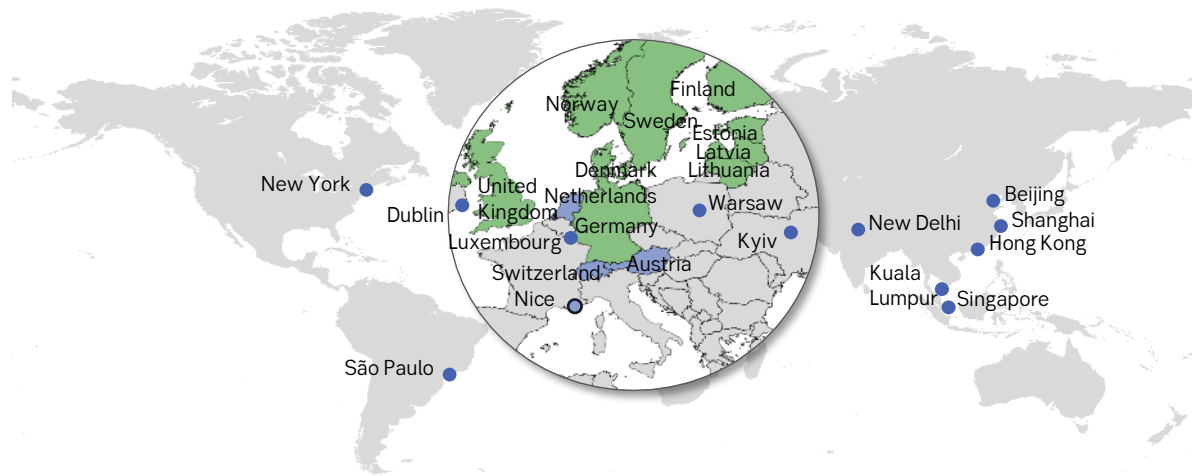 Norway
Finland
Sweden
Estonia
Latvia
Lithuania
Denmark
New York
United
Kingdom
Netherlands
Dublin
Germany
Luxembourg
Warsaw
Kyiv
Switzerland
Austria
Nice
São Paulo
Beijing
Shanghai
New Delhi
Hong Kong
Kuala
Lumpur
Singapore